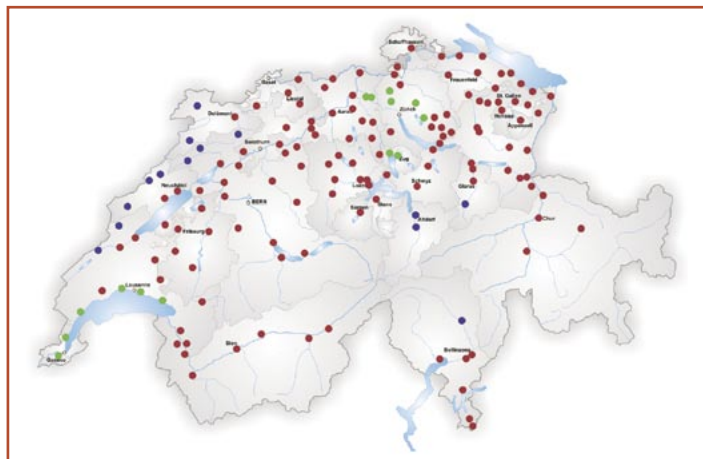 Schaffhausen
Basel
Liestal
Frauenfeld
Delémont
Aarau
Zürich
St. Gallen
Herisau
Appenzell
Solothurn
Zug
Neuchâtel
Luzern
Schwyz
Glarus
BERN
Stans
Sarnen
Altdorf
Fribourg
Chur
Lausanne
Sion
Bellinzona
Genève